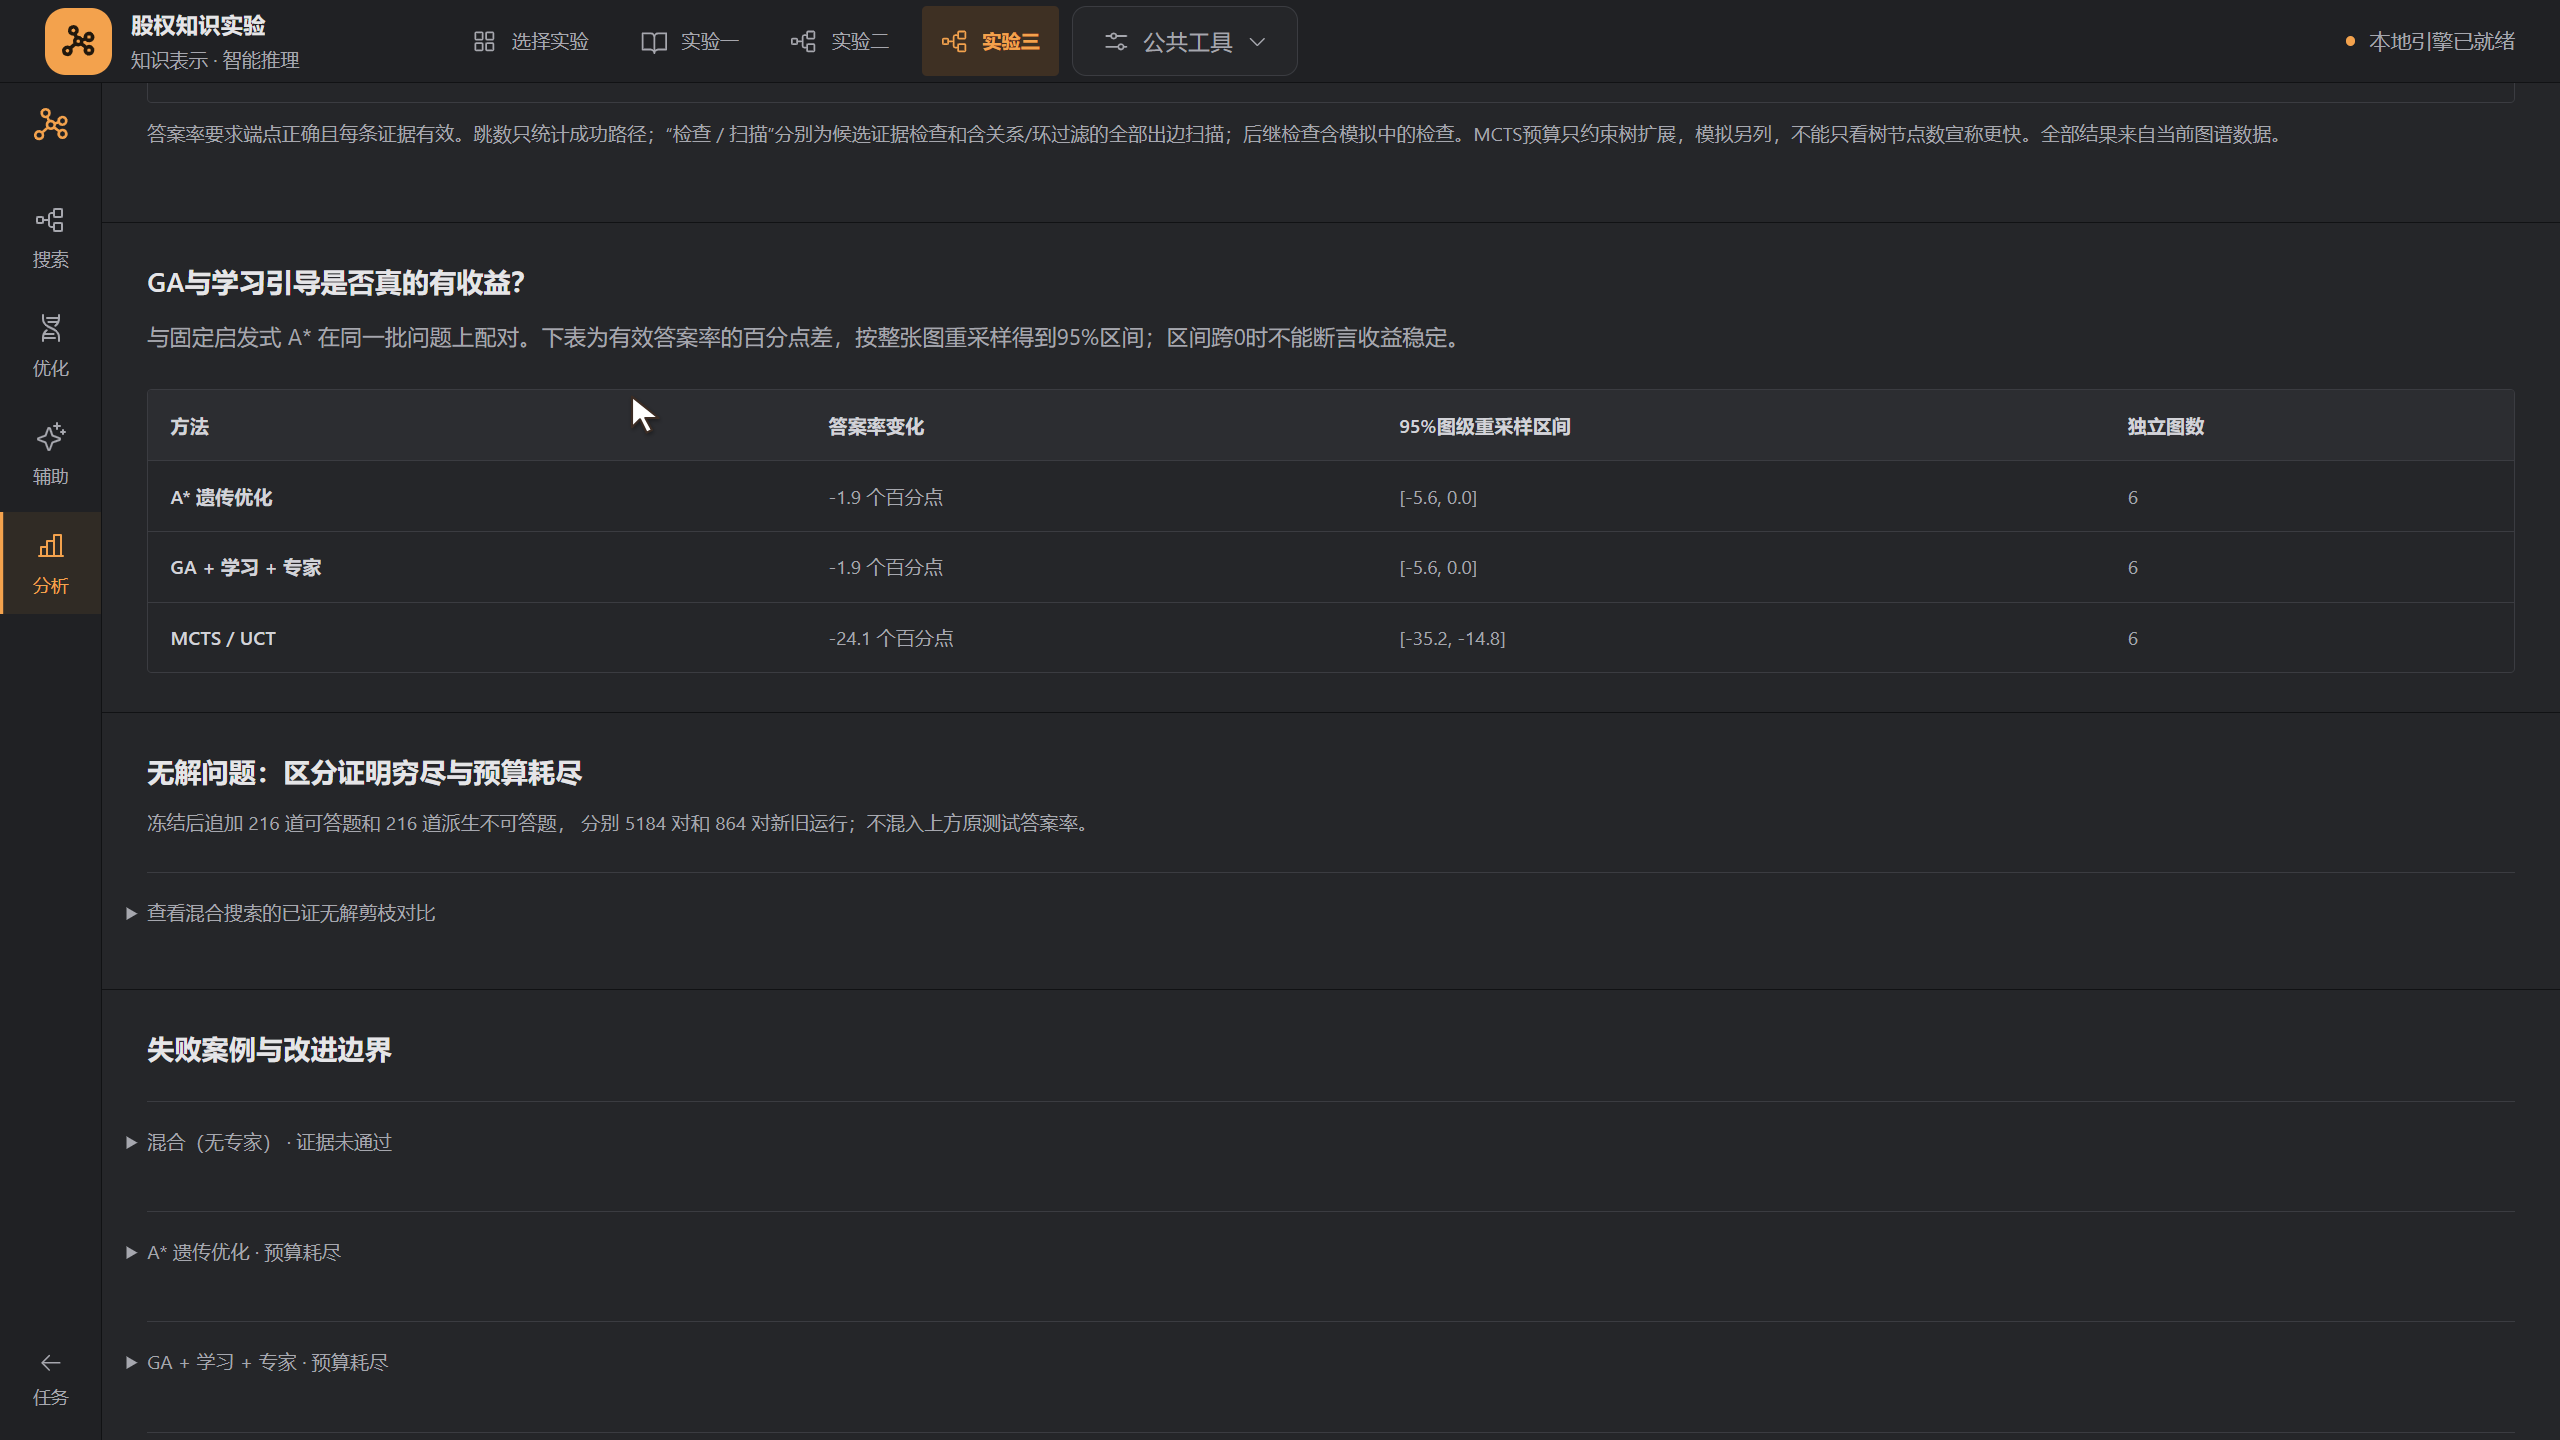 股权知识实验
知识表示 · 智能推理
选择实验
实验一
实验二
实验三
公共工具
本地引擎已就绪
搜索
优化
辅助
分析
任务
答案率要求端点正确且每条证据有效。跳数只统计成功路径；“检查 / 扫描”分别为候选证据检查和含关系/环过滤的全部出边扫描；后继检查含模拟中的检查。MCTS预算只约束树扩展，模拟另列，不能只看树节点数宣称更快。全部结果来自当前图谱数据。
GA与学习引导是否真的有收益？
与固定启发式 A* 在同一批问题上配对。下表为有效答案率的百分点差，按整张图重采样得到95%区间；区间跨0时不能断言收益稳定。
方法 答案率变化 95%图级重采样区间 独立图数
A* 遗传优化 -1.9 个百分点 [-5.6, 0.0] 6
GA + 学习 + 专家 -1.9 个百分点 [-5.6, 0.0] 6
MCTS / UCT -24.1 个百分点 [-35.2, -14.8] 6
无解问题：区分证明穷尽与预算耗尽
冻结后追加 216 道可答题和 216 道派生不可答题， 分别 5184 对和 864 对新旧运行；不混入上方原测试答案率。
查看混合搜索的已证无解剪枝对比
失败案例与改进边界
混合（无专家） · 证据未通过
A* 遗传优化 · 预算耗尽
GA + 学习 + 专家 · 预算耗尽